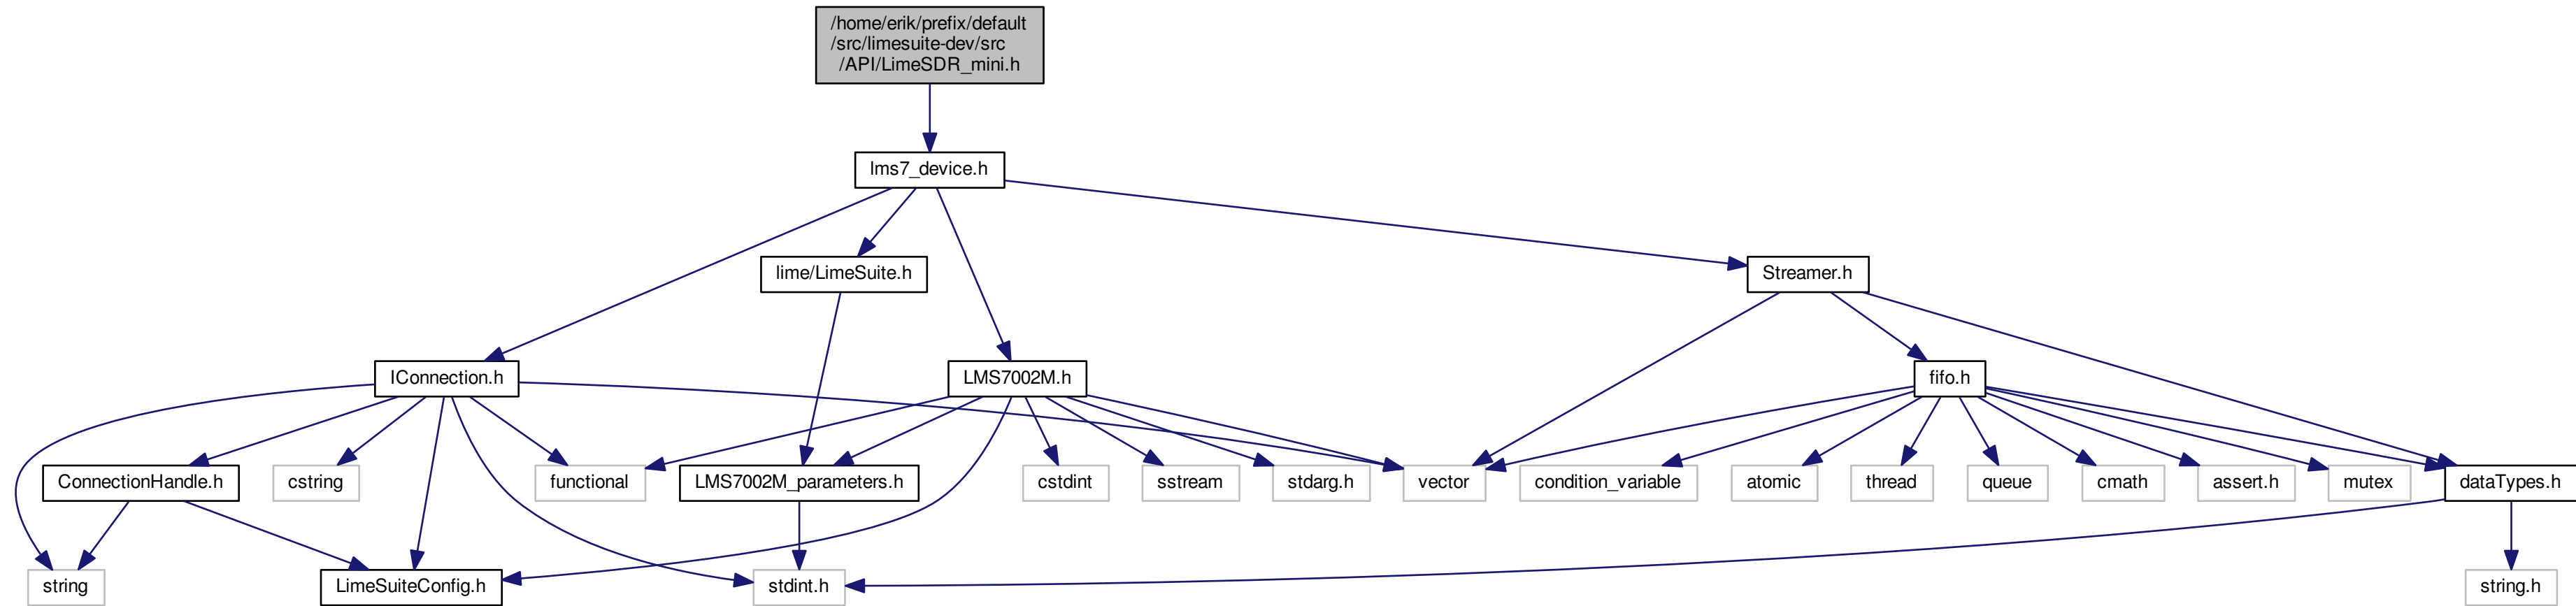 /home/erik/prefix/default
/src/limesuite-dev/src
/API/LimeSDR_mini.h
lms7_device.h
lime/LimeSuite.h
Streamer.h
IConnection.h
LMS7002M.h
fifo.h
ConnectionHandle.h
cstring
functional
LMS7002M_parameters.h
cstdint
sstream
stdarg.h
vector
condition_variable
atomic
thread
queue
cmath
assert.h
mutex
dataTypes.h
string
LimeSuiteConfig.h
stdint.h
string.h